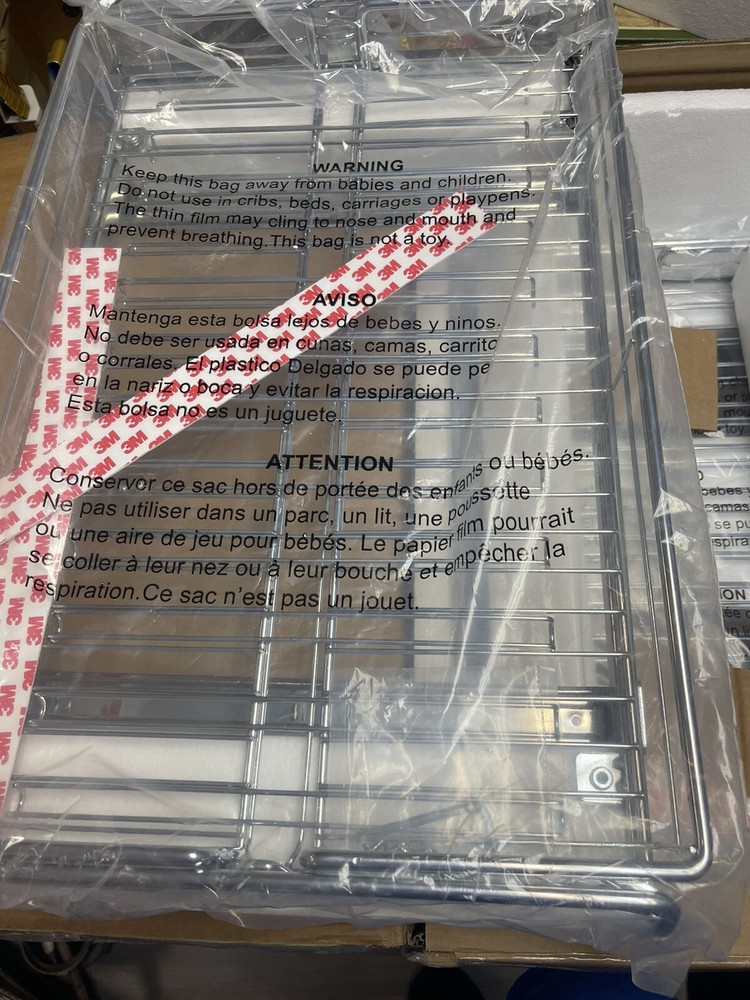 WARNING
Keep this bag away from babies and children.
Do not use in cribs, beds, carriages or playpens.
The thin film may cling to nose and mouth and
prevent breathing.This bag is not a toy.
AVISO
Mantenga esta bolsa lejos de bebes y ninos.
No debe ser usada en cunas, camas, carrito
o corrales. El plastico Delgado se puede pe
en la nariz o boca y evitar la respiracion.
Esta bolsa no es un juguete.
ATTENTION
Conserver ce sac hors de portée des enfants ou bébés.
Ne pas utiliser dans un parc, un lit, une poussette
ou une aire de jeu pour bébés. Le papier film pourrait
se coller à leur nez ou à leur bouche et empêcher la
respiration.Ce sac n'est pas un jouet.
3M 3M 3M 3M 3M 3M